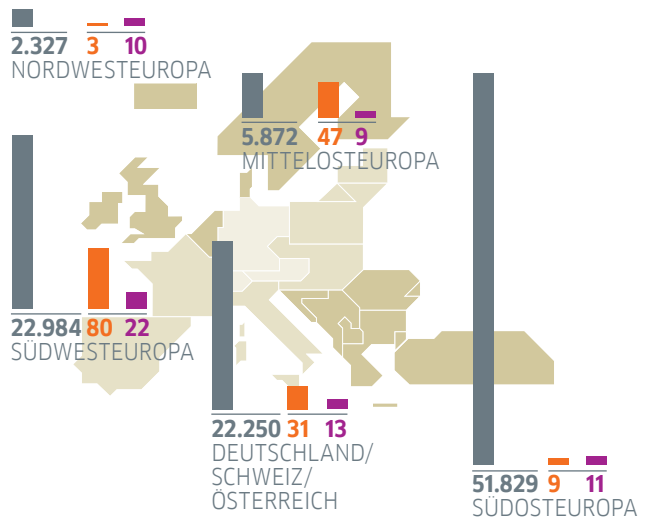 2.327 3 10
NORDWESTEUROPA
5.872 47 9
MITTELOSTEUROPA
22.984 80 22
SÜDWESTEUROPA
22.250 31 13
DEUTSCHLAND/
SCHWEIZ/
ÖSTERREICH
51.829 9 11
SÜDOSTEUROPA